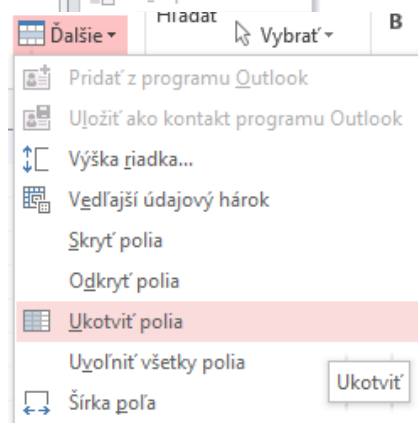 Hľadať
Ďalšie
Vybrať
B
Pridať z programu Outlook
Uložiť ako kontakt programu Outlook
Výška riadka...
Vedľajší údajový hárok
Skryť polia
Odkryť polia
Ukotviť polia
Uvoľniť všetky polia
Ukotviť
Šírka poľa